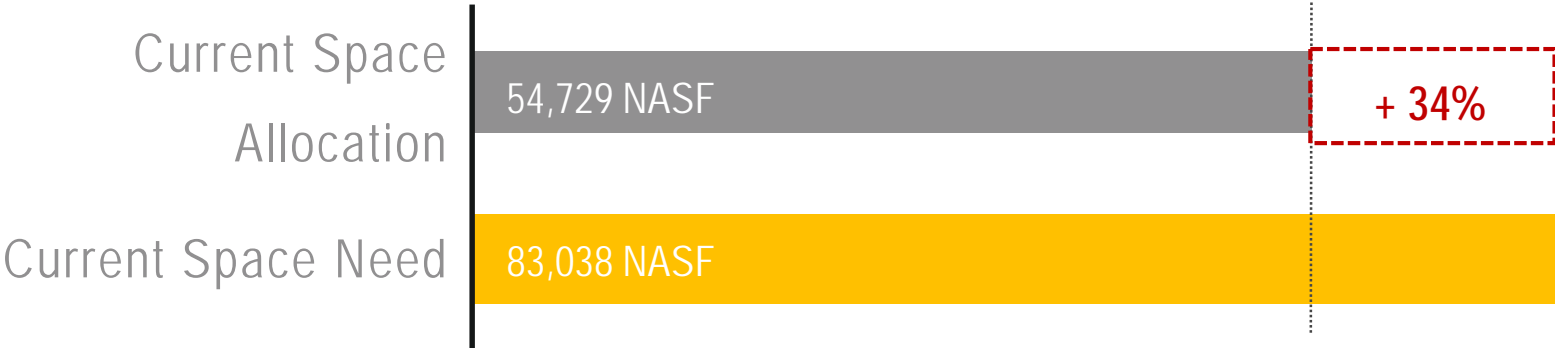 Current Space
Allocation
54,729 NASF
+ 34%
Current Space Need
83,038 NASF